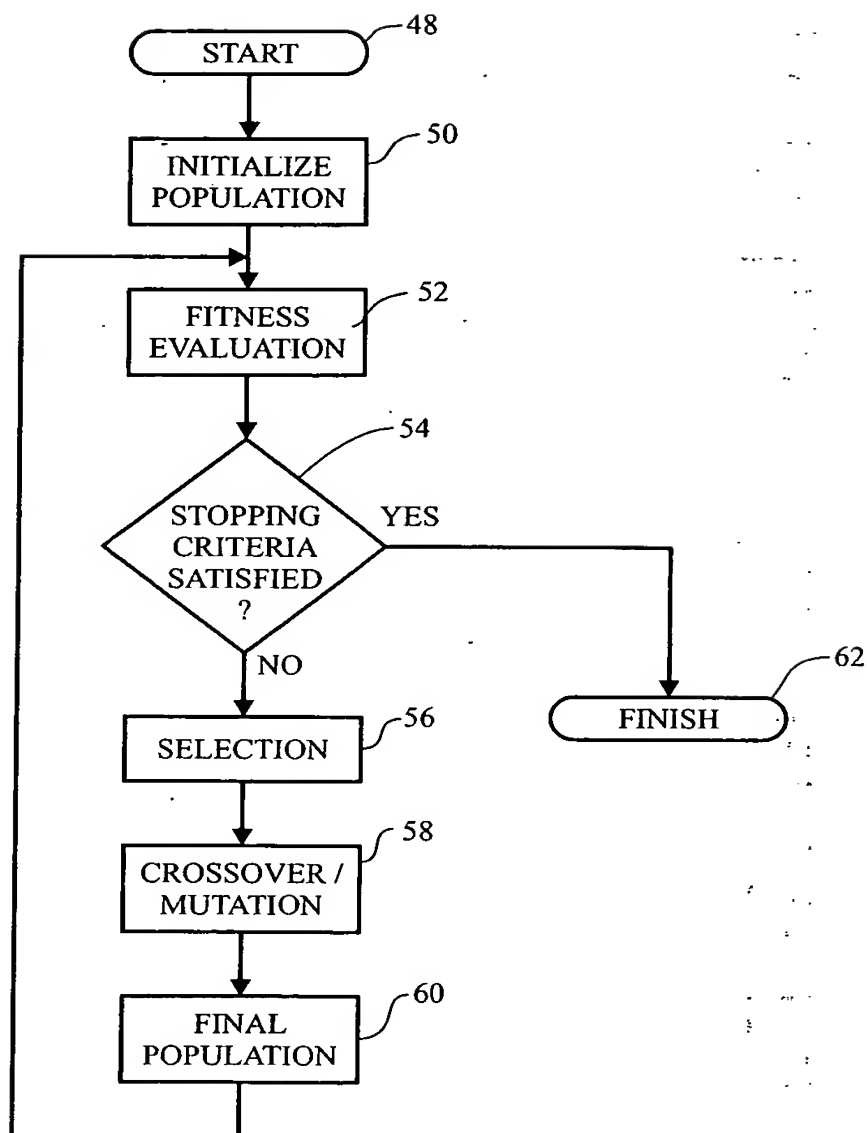 START
48
INITIALIZE
POPULATION
50
FITNESS
EVALUATION
52
STOPPING
CRITERIA
SATISFIED
?
54
YES
NO
FINISH
62
SELECTION
56
CROSSOVER /
MUTATION
58
FINAL
POPULATION
60